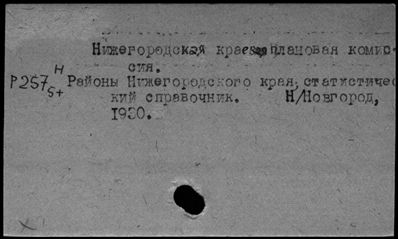 Нижегородская краевая плановая комис-
сия.
Р257 Н
5+
Районы Нижегородского края, статистичес
кий справочник. Н/Новгород,
1930.